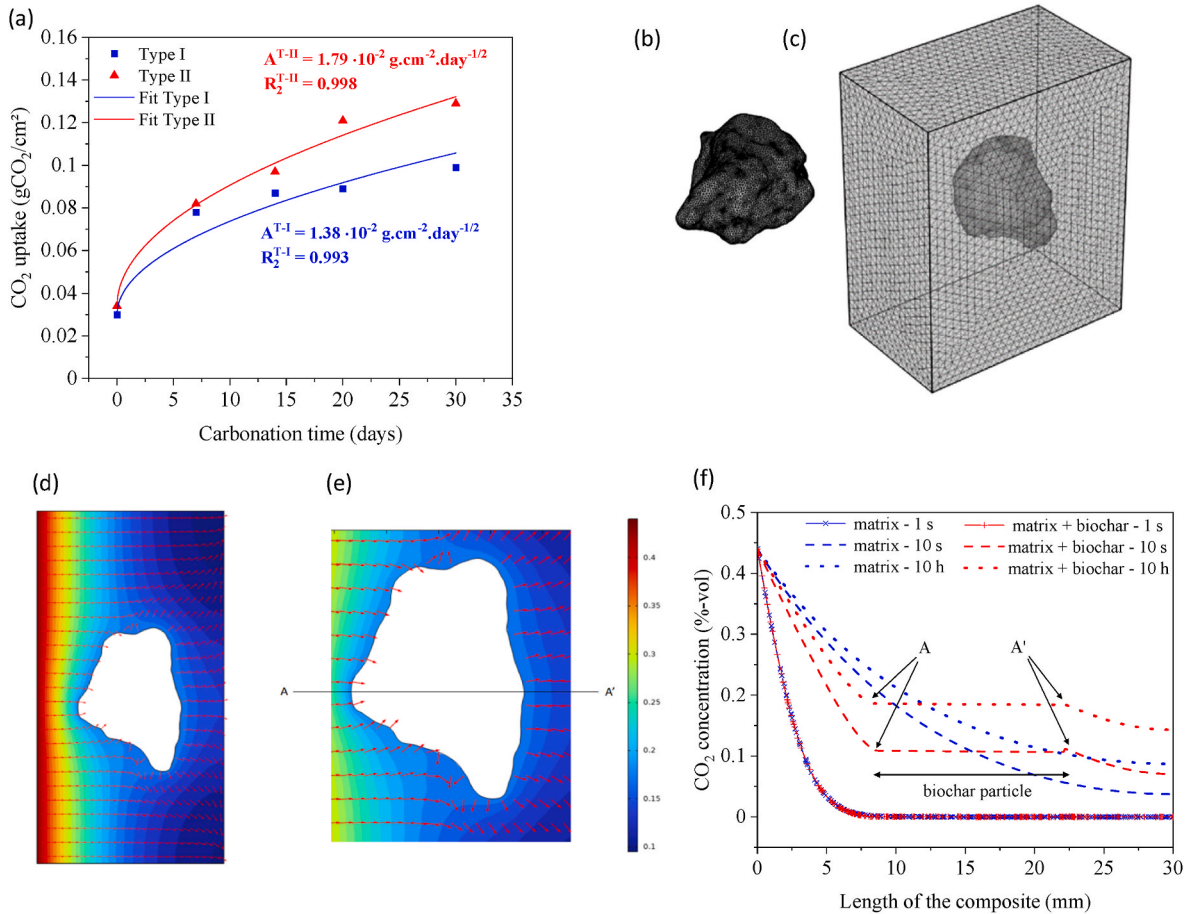 (a)
0.16
0.14
0.12
0.1
0.08
0.06
0.04
0.02
0
CO₂ uptake (gCO₂/cm²)
Type I
Type II
Fit Type I
Fit Type II
Aᵀ⁻ᴵᴵ = 1.79 ·10⁻² g.cm⁻².day⁻¹ᐟ²
R₂ᵀ⁻ᴵᴵ = 0.998
Aᵀ⁻ᴵ = 1.38 ·10⁻² g.cm⁻².day⁻¹ᐟ²
R₂ᵀ⁻ᴵ = 0.993
0 5 10 15 20 25 30 35
Carbonation time (days)
(b)
(c)
(d)
(e)
A A'
0.4
0.35
0.3
0.25
0.2
0.15
0.1
(f)
0.5
0.4
0.3
0.2
0.1
0
CO₂ concentration (%-vol)
matrix - 1 s
matrix - 10 s
matrix - 10 h
matrix + biochar - 1 s
matrix + biochar - 10 s
matrix + biochar - 10 h
A A'
biochar particle
0 5 10 15 20 25 30
Length of the composite (mm)